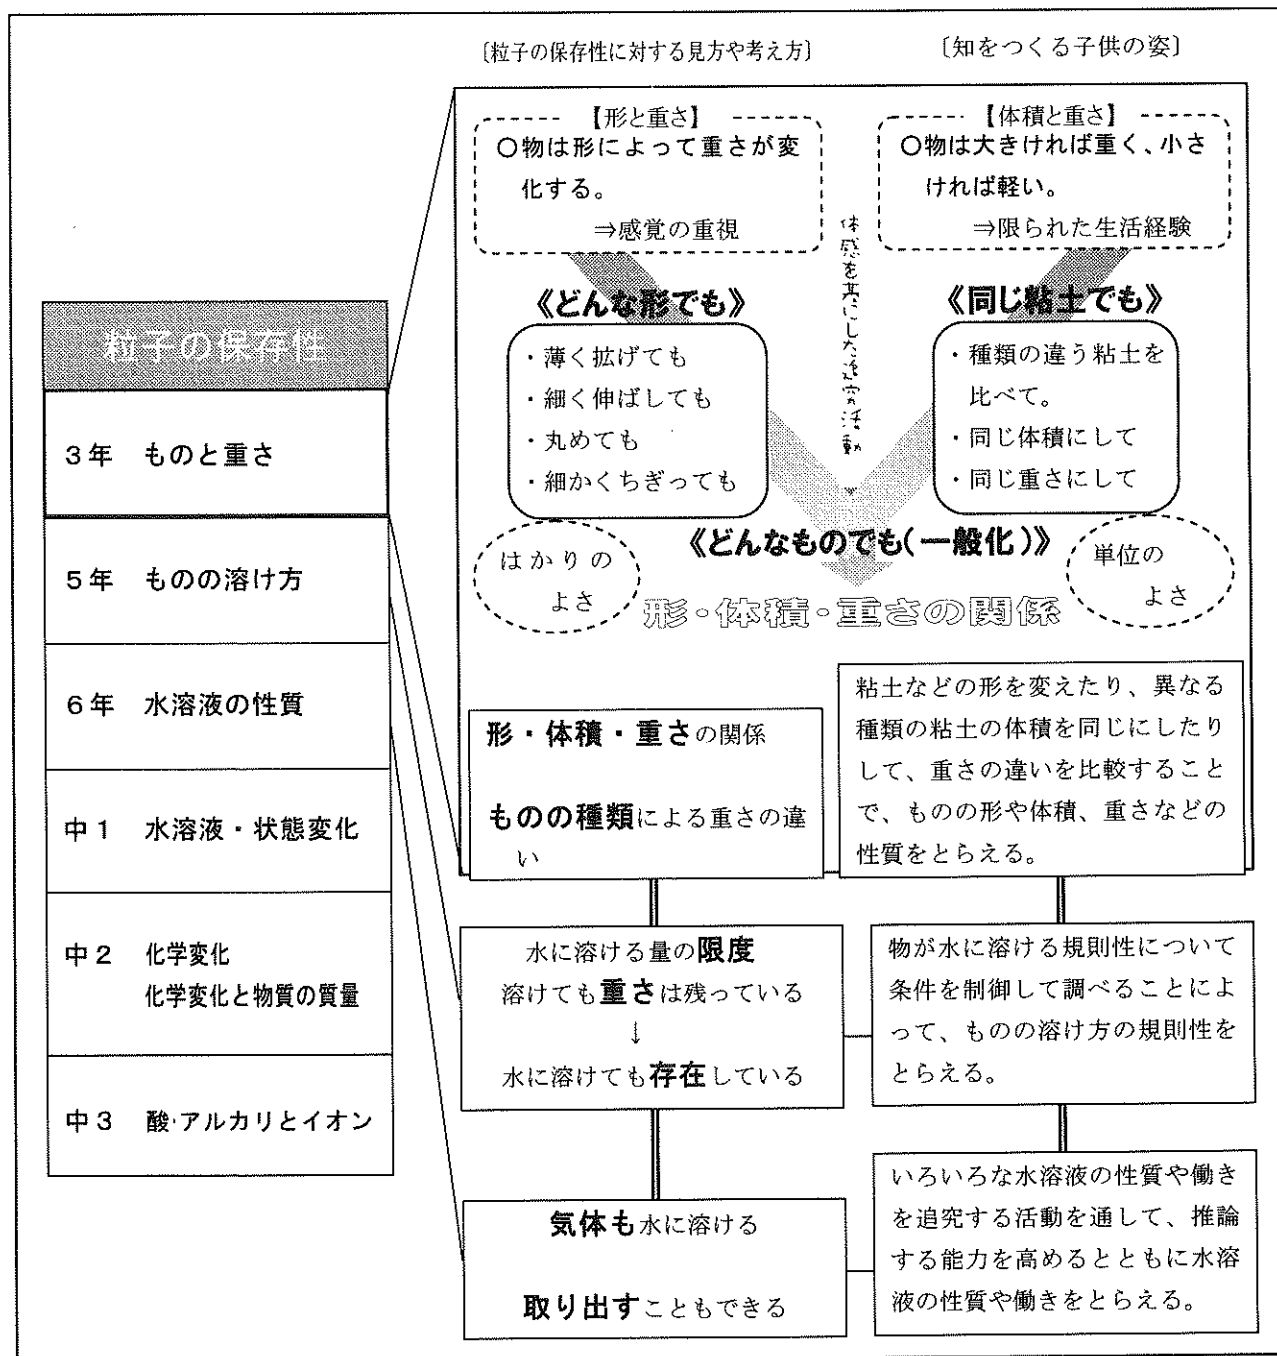 〔粒子の保存性に対する見方や考え方〕
〔知をつくる子供の姿〕
【形と重さ】
○物は形によって重さが変
化する。
⇒感覚の重視
【体積と重さ】
○物は大きければ重く、小さ
ければ軽い。
⇒限られた生活経験
体感を基にした追究活動
《どんな形でも》
・薄く拡げても
・細く伸ばしても
・丸めても
・細かくちぎっても
《同じ粘土でも》
・種類の違う粘土を
比べて。
・同じ体積にして
・同じ重さにして
《どんなものでも(一般化)》
はかりの
よさ
単位の
よさ
形・体積・重さの関係
粒子の保存性
3年 ものと重さ
5年 ものの溶け方
6年 水溶液の性質
中1 水溶液・状態変化
中2 化学変化
化学変化と物質の質量
中3 酸・アルカリとイオン
形・体積・重さの関係
ものの種類による重さの違
い
粘土などの形を変えたり、異なる
種類の粘土の体積を同じにしたり
して、重さの違いを比較すること
で、ものの形や体積、重さなどの
性質をとらえる。
水に溶ける量の限度
溶けても重さは残っている
↓
水に溶けても存在している
物が水に溶ける規則性について
条件を制御して調べることによ
って、ものの溶け方の規則性を
とらえる。
気体も水に溶ける
取り出すこともできる
いろいろな水溶液の性質や働き
を追究する活動を通して、推論
する能力を高めるとともに水溶
液の性質や働きをとらえる。